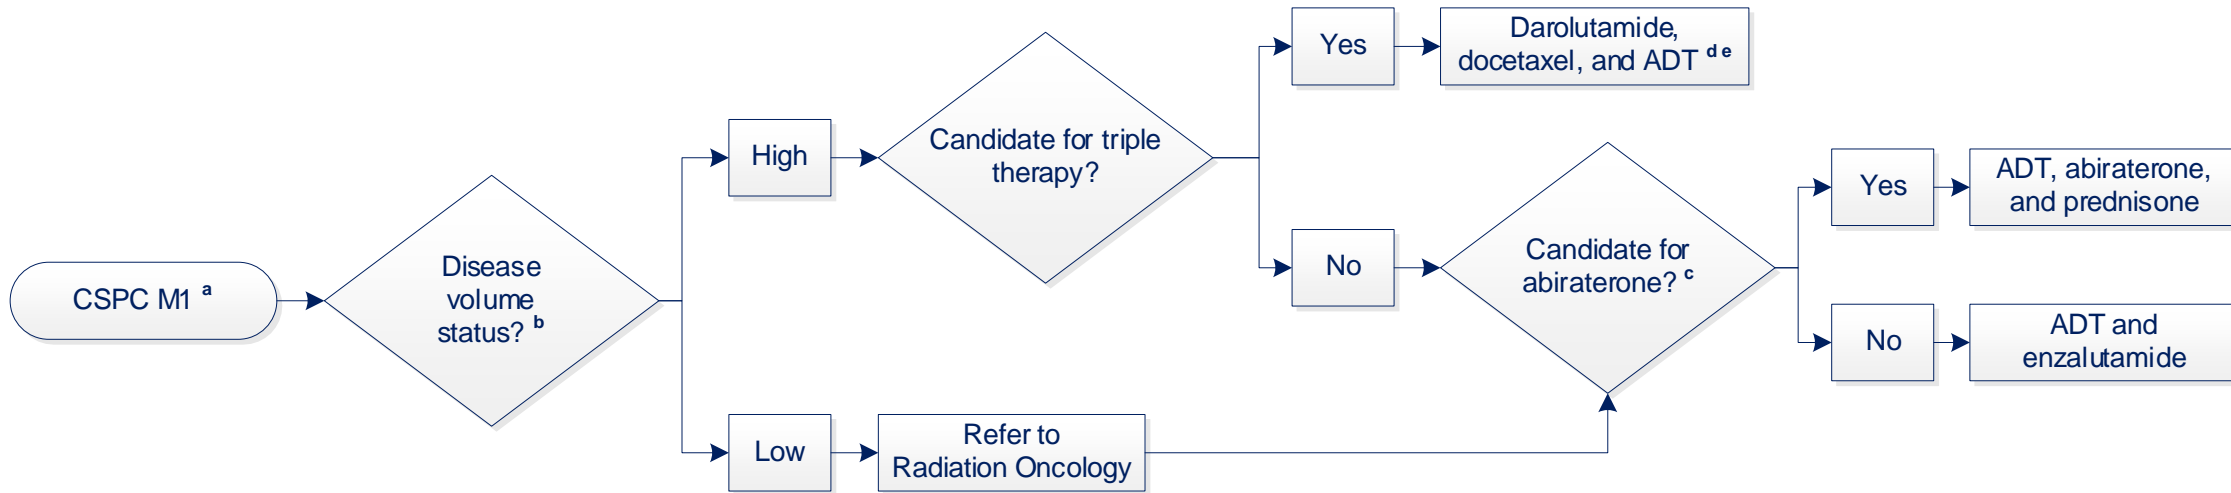 CSPC M1 a
Disease
volume
status? b
High
Candidate for triple
therapy?
Yes
Darolutamide,
docetaxel, and ADT d e
No
Candidate for
abiraterone? c
Yes
ADT, abiraterone,
and prednisone
No
ADT and
enzalutamide
Low
Refer to
Radiation Oncology